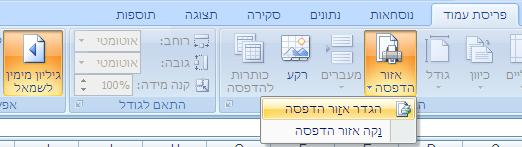 פריסת עמוד נוסחאות נתונים סקירה תצוגה תוספות
כיוון גודל אזור הדפסה מעברים רקע כותרות להדפסה
רוחב: אוטומטי
גובה: אוטומטי
קנה מידה: 100%
התאם לגודל
גיליון מימין לשמאל
הגדר אזור הדפסה
נקה אזור הדפסה